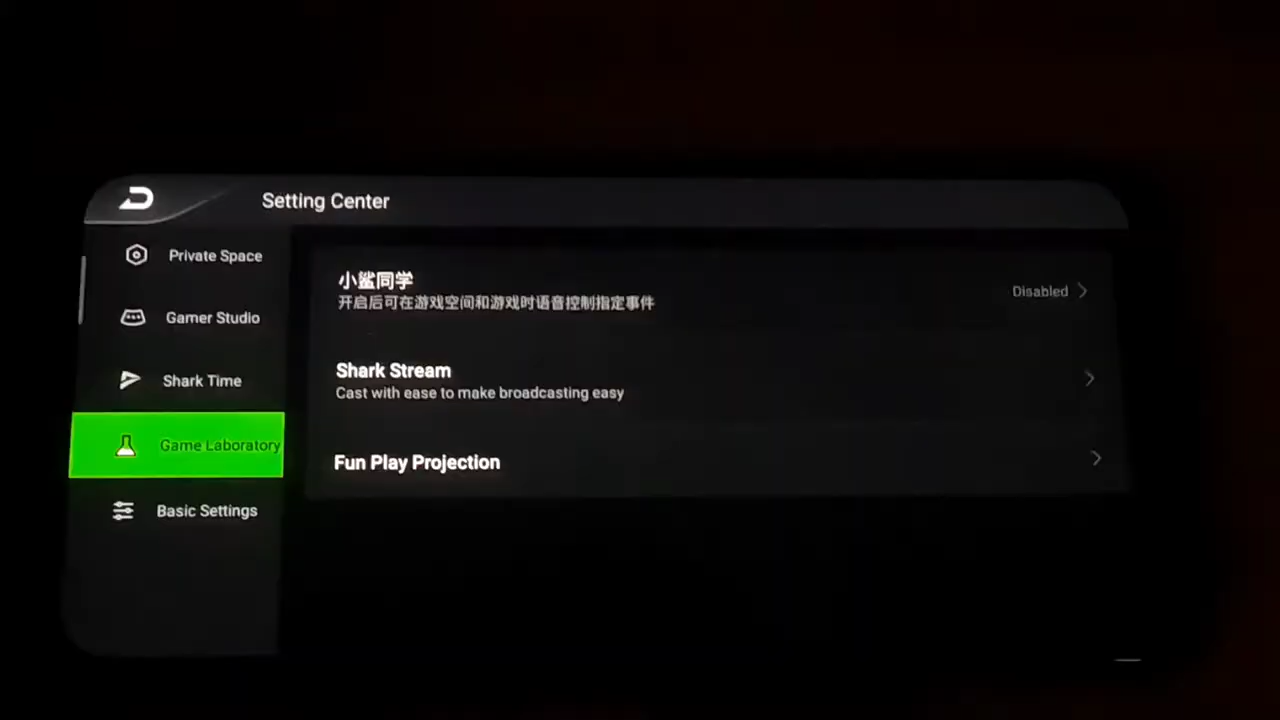 Setting Center
Private Space
Gamer Studio
Shark Time
Game Laboratory
Basic Settings
小鲨同学
开启后可在游戏空间和游戏时语音控制指定事件
Disabled
Shark Stream
Cast with ease to make broadcasting easy
Fun Play Projection